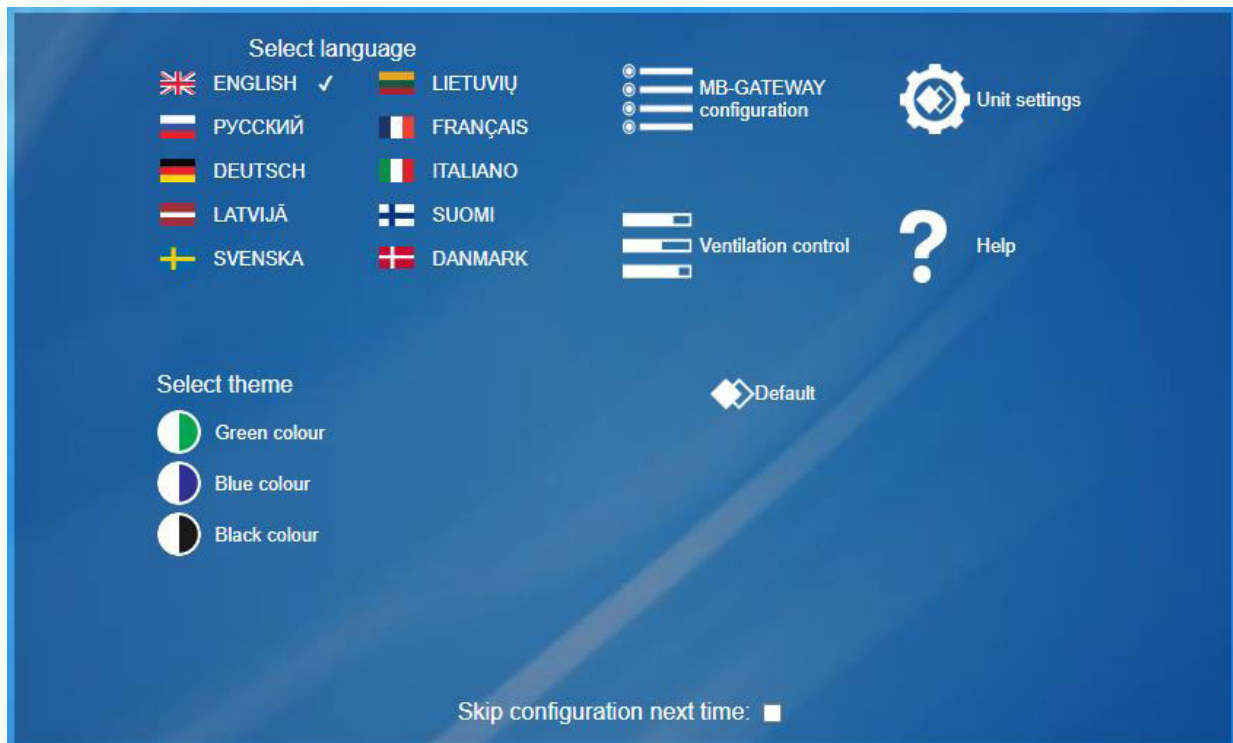 Select language
ENGLISH ✓
LIETUVIŲ
РУССКИЙ
FRANÇAIS
DEUTSCH
ITALIANO
LATVIJĀ
SUOMI
SVENSKA
DANMARK
MB-GATEWAY
configuration
Unit settings
Ventilation control
? Help
Select theme
Green colour
Blue colour
Black colour
Default
Skip configuration next time: